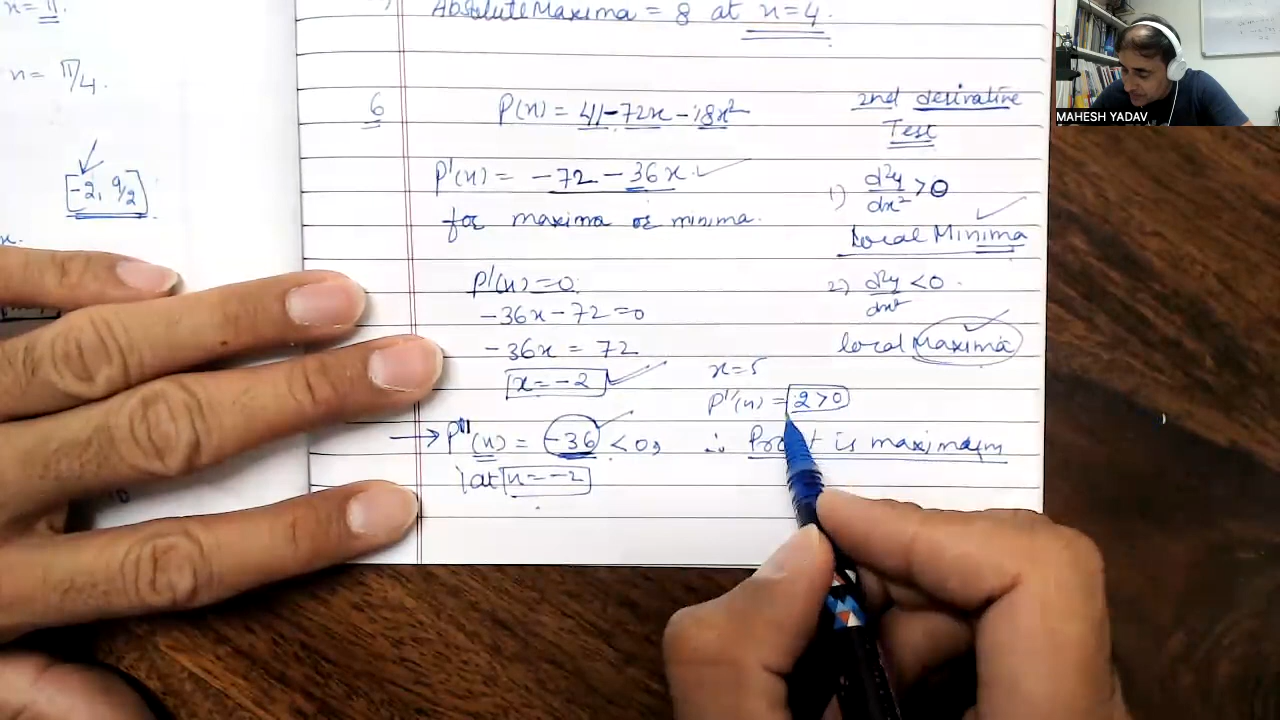 x = π
x = π/4.
[-2, 9/2]
x.
Absolute Maxima = 8 at x=4.
6
P(x) = 41-72x-18x²
P'(x) = -72-36x.
for maxima or minima.
P'(x)=0
-36x-72=0
-36x = 72
x=-2
P''(x) = -36 <0,
at x=-2
x=5
P''(x) = 2>0
∴ Profit is maximum
2nd derivative
Test
1) d²y/dx² >0
Local Minima
2) d²y/dx² <0.
local Maxima
MAHESH YADAV